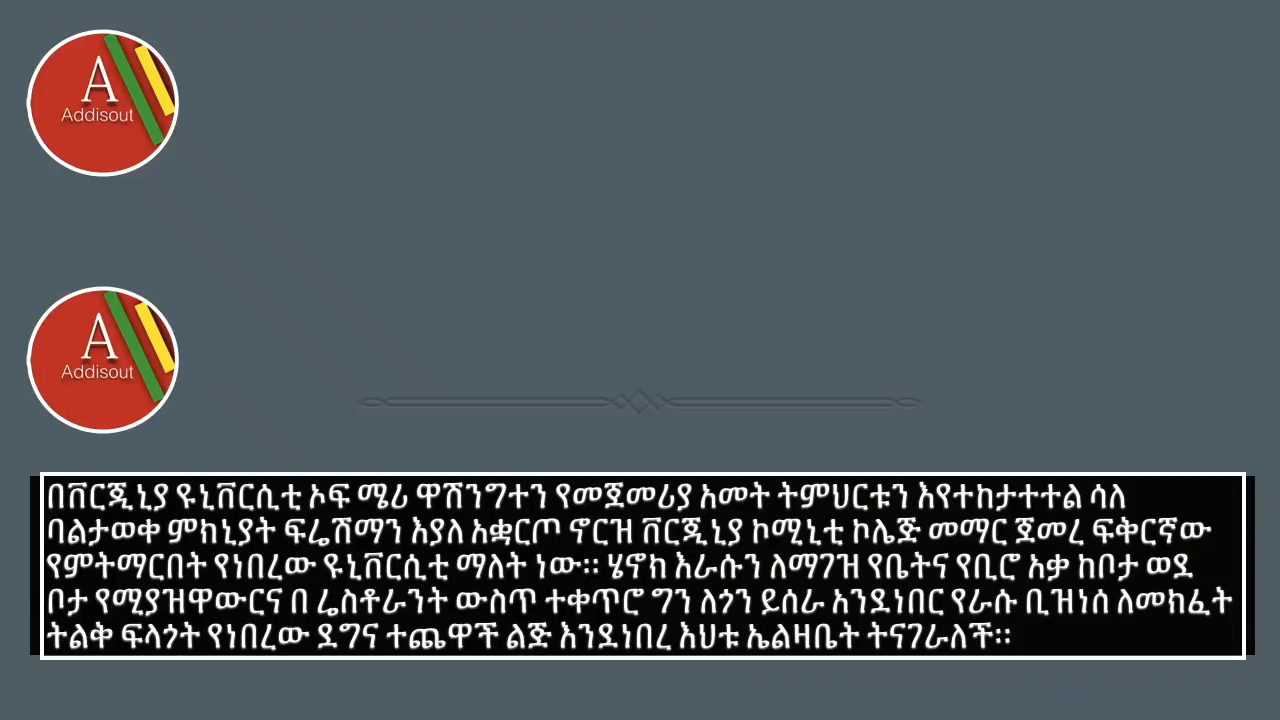 A
Addisout
A
Addisout
በቨርጂኒያ ዩኒቨርሲቲ ኦፍ ሜሪ ዋሽንግተን የመጀመሪያ አመት ትምህርቱን እየተከታተተል ሳለ
ባልታወቀ ምክኒያት ፍሬሽማን እያለ አቋርጦ ኖርዝ ቨርጂኒያ ኮሚኒቲ ኮሌጅ መማር ጀመረ ፍቅርኛው
የምትማርበት የነበረው ዩኒቨርሲቲ ማለት ነው። ሄኖክ እራሱን ለማገዝ የቤትና የቢሮ አቃ ከቦታ ወደ
ቦታ የሚያዝዋውርና በ ሬስቶራንት ውስጥ ተቀጥሮ ግን ለጎን ይሰራ እንደነበር የራሱ ቢዝነሰ ለመክፈት
ትልቅ ፍላጎት የነበረው ደግና ተጨዋች ልጅ እንደነበረ እህቱ ኤልዛቤት ትናገራለች።